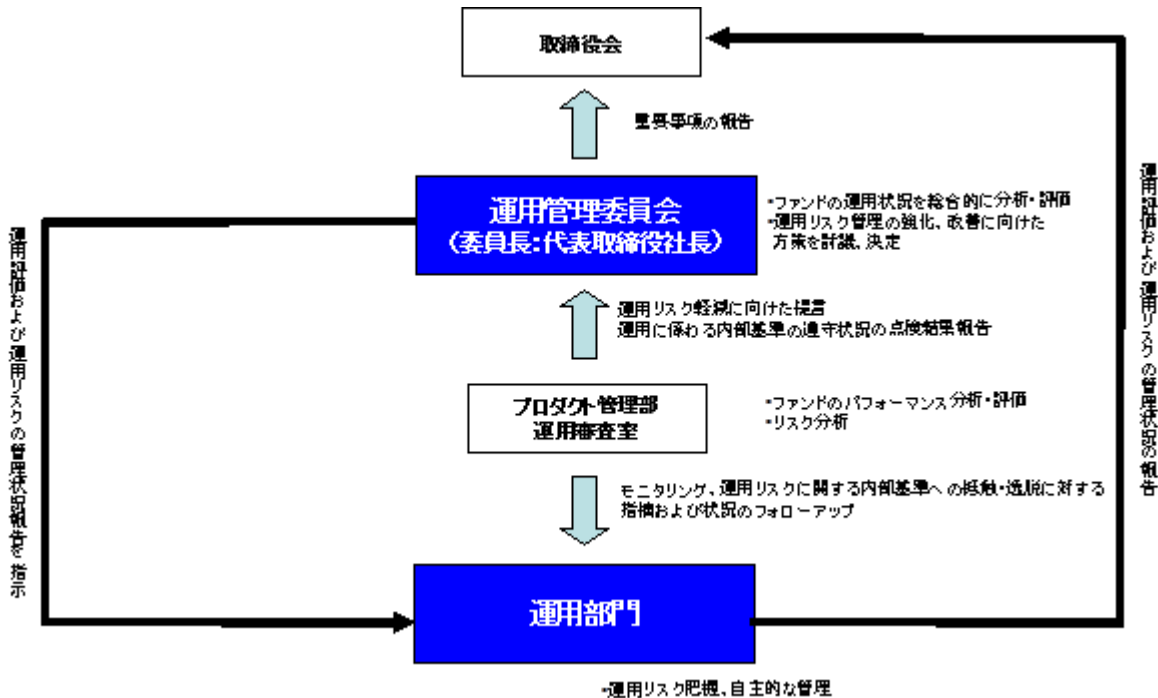 取締役会
重要事項の報告
運用管理委員会
(委員長:代表取締役社長)
・ファンドの運用状況を総合的に分析・評価
・運用リスク管理の強化、改善に向けた
方策を討議、決定
運用リスク軽減に向けた提言
運用に係わる内部基準の遵守状況の点検結果報告
プロダクト管理部
運用審査室
・ファンドのパフォーマンス分析・評価
・リスク分析
モニタリング、運用リスクに関する内部基準への抵触・逸脱に対する
指摘および状況のフォローアップ
運用部門
・運用リスク把握、自主的な管理
運用評価および運用リスクの管理状況報告を指示
運用評価および運用リスクの管理状況の報告